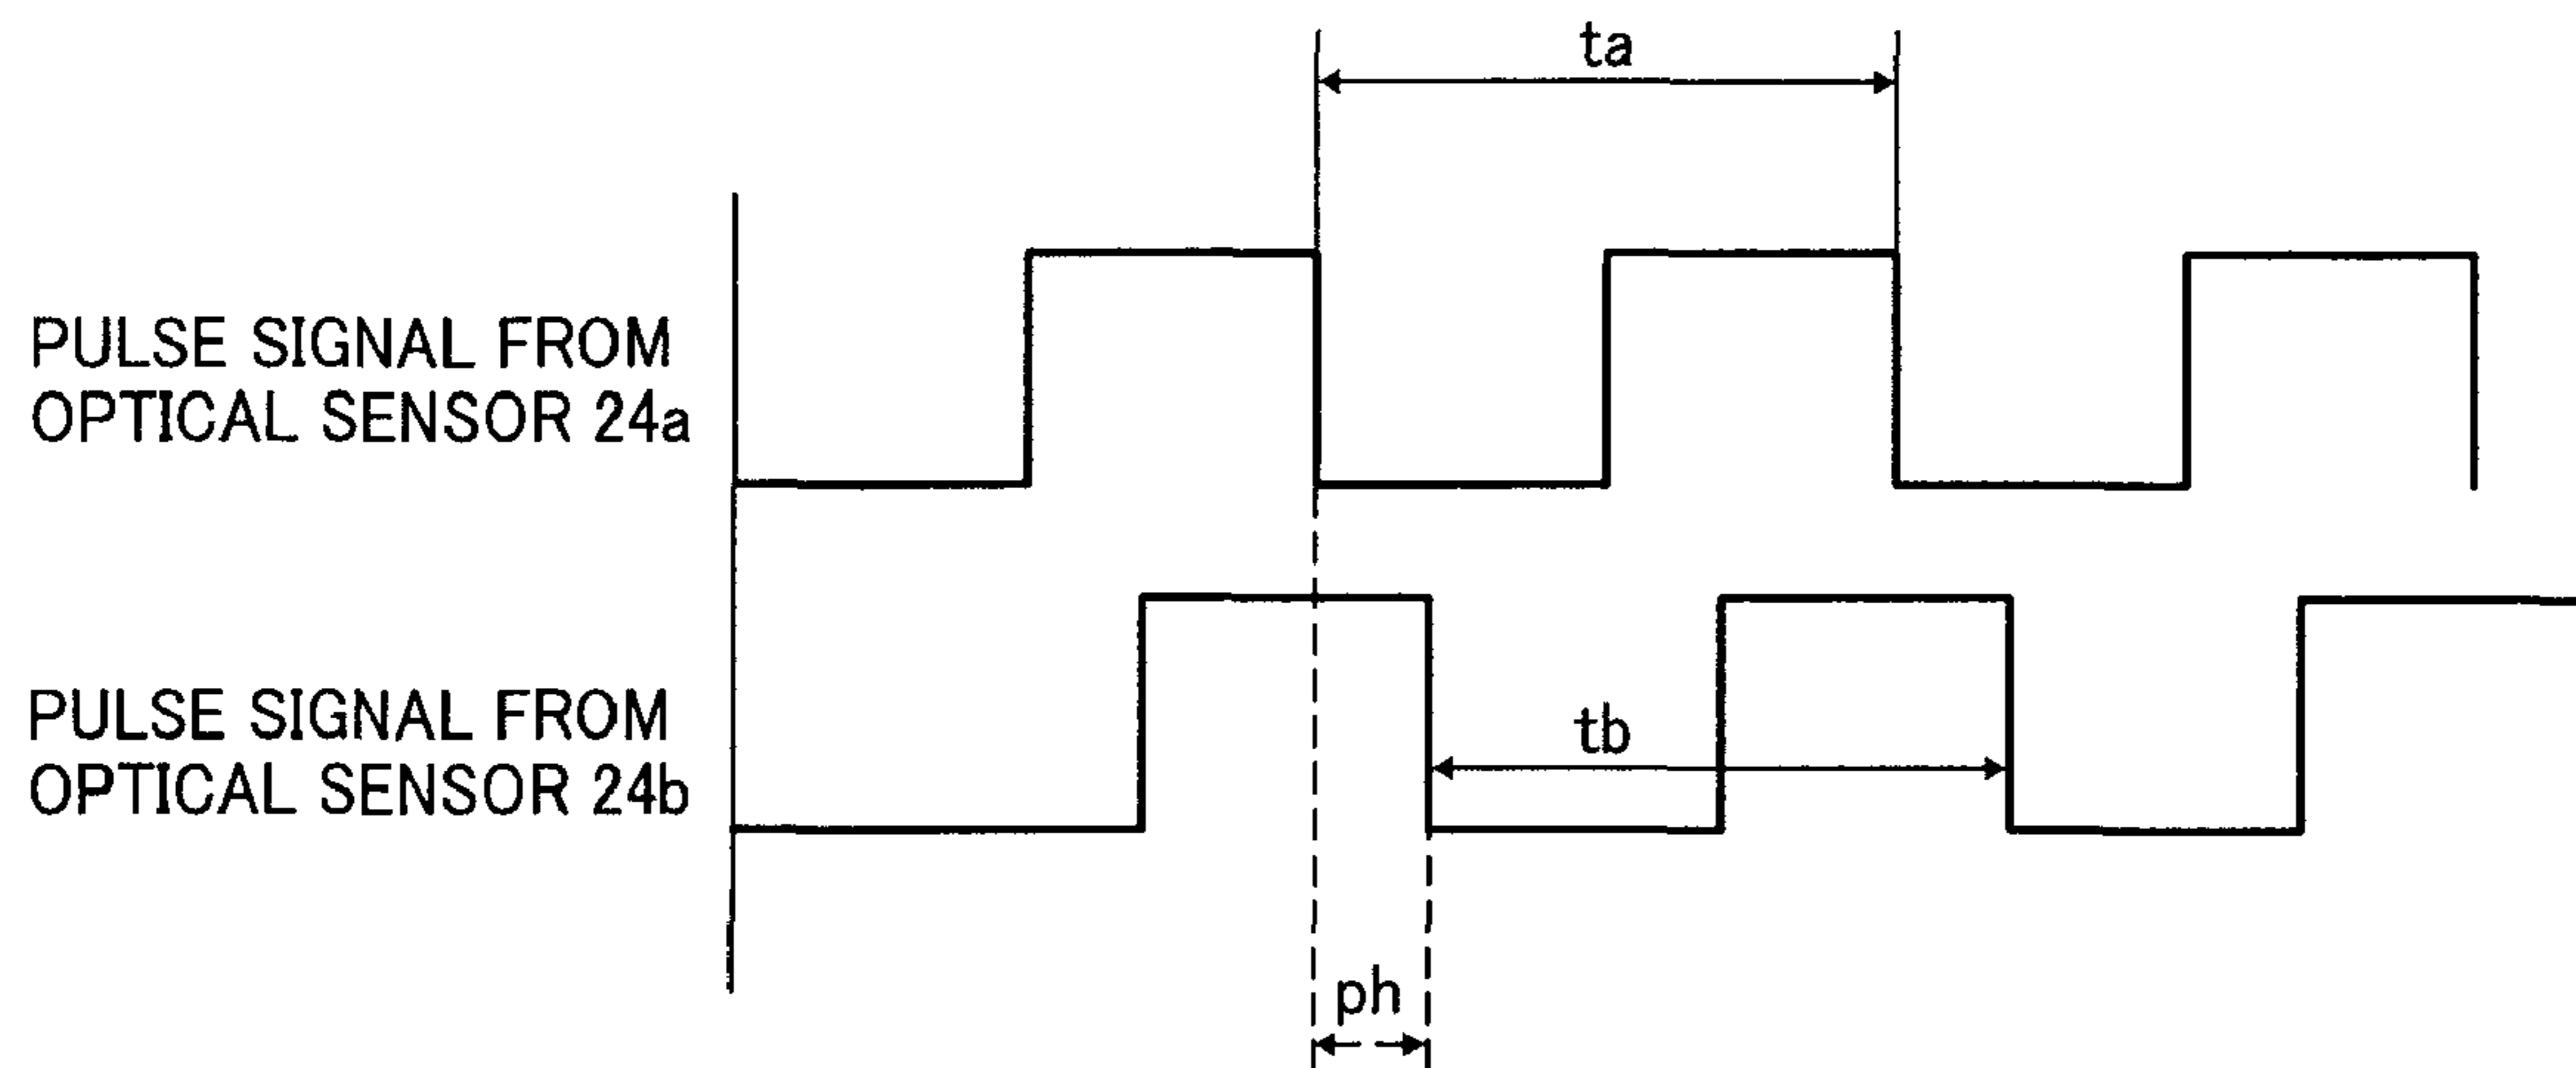 ta
PULSE SIGNAL FROM
OPTICAL SENSOR 24a
PULSE SIGNAL FROM
OPTICAL SENSOR 24b
tb
ph